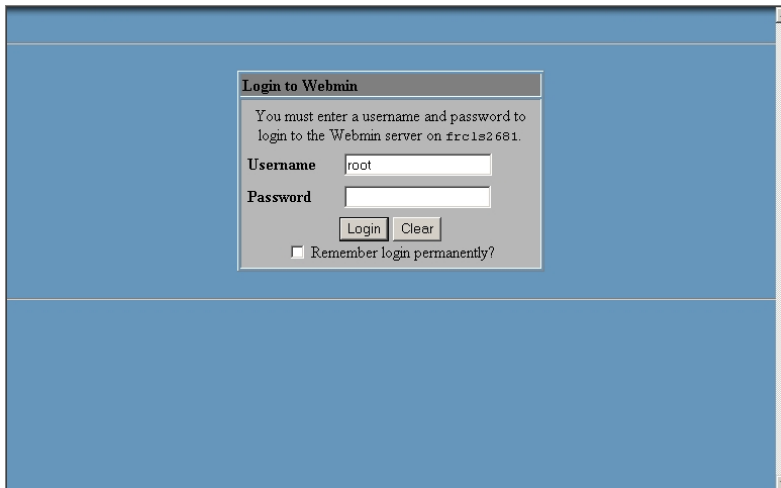 Login to Webmin
You must enter a username and password to
login to the Webmin server on frcls2681.
Username root
Password
Login Clear
Remember login permanently?